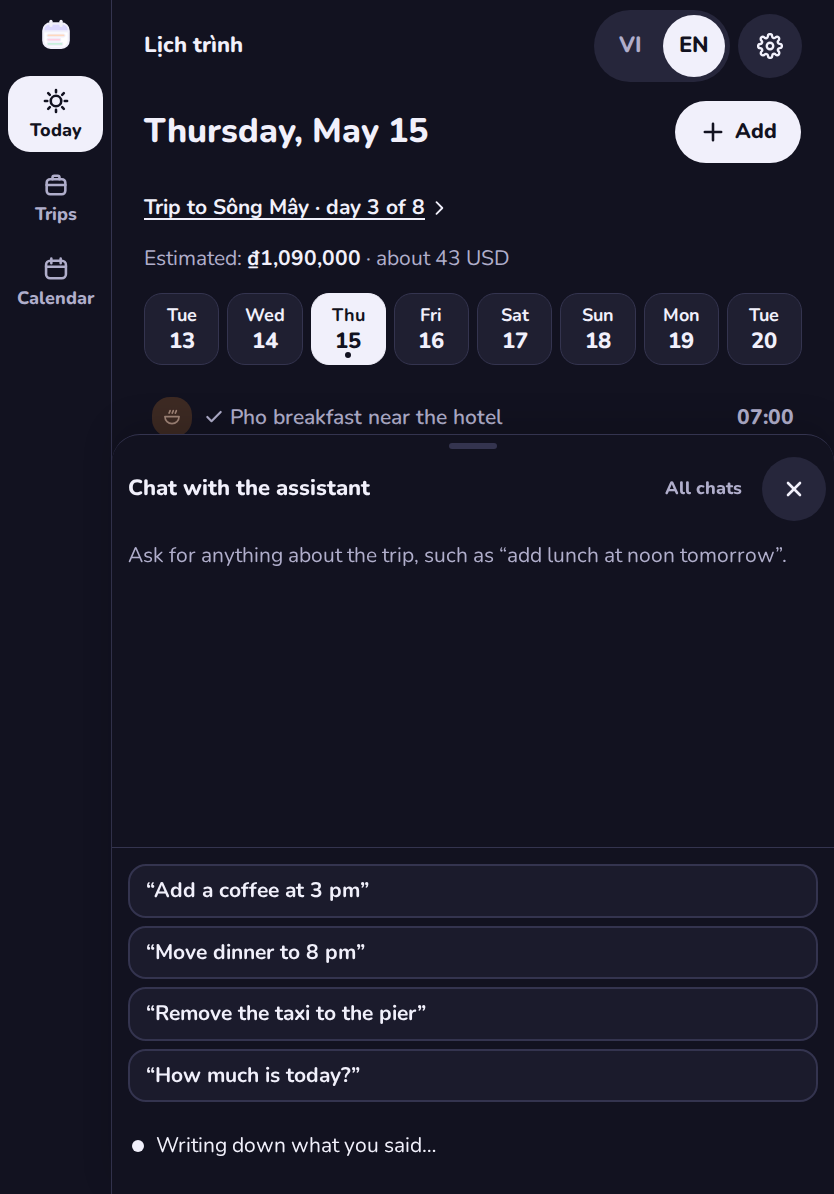 Lịch trình
VI
EN
Today
Trips
Calendar
Thursday, May 15
Add
Trip to Sông Mây · day 3 of 8
Estimated: ₫1,090,000 · about 43 USD
Tue 13
Wed 14
Thu 15
Fri 16
Sat 17
Sun 18
Mon 19
Tue 20
Pho breakfast near the hotel 07:00
Chat with the assistant
All chats
Ask for anything about the trip, such as “add lunch at noon tomorrow”.
“Add a coffee at 3 pm”
“Move dinner to 8 pm”
“Remove the taxi to the pier”
“How much is today?”
Writing down what you said…